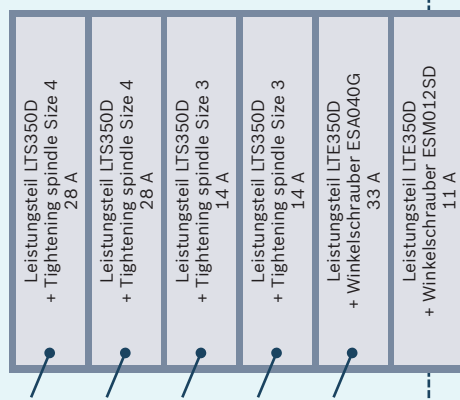 Leistungsteil LTS350D
+ Tightening spindle Size 4
28 A
Leistungsteil LTS350D
+ Tightening spindle Size 4
28 A
Leistungsteil LTS350D
+ Tightening spindle Size 3
14 A
Leistungsteil LTS350D
+ Tightening spindle Size 3
14 A
Leistungsteil LTE350D
+ Winkelschrauber ESA040G
33 A
Leistungsteil LTE350D
+ Winkelschrauber ESM012SD
11 A